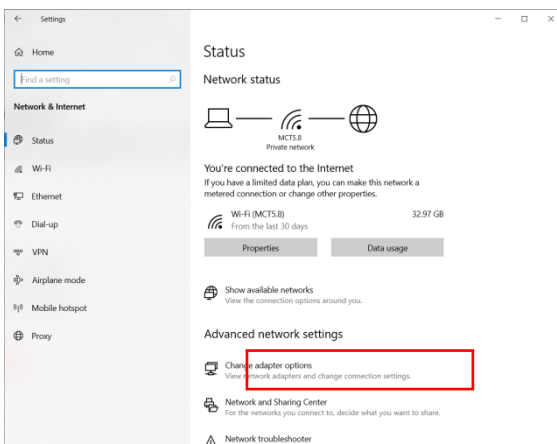 Settings
Home
Find a setting
Network & Internet
Status
Wi-Fi
Ethernet
Dial-up
VPN
Airplane mode
Mobile hotspot
Proxy
Status
Network status
MCT5.8
Private network
You're connected to the Internet
If you have a limited data plan, you can make this network a
metered connection or change other properties.
Wi-Fi (MCT5.8) 32.97 GB
From the last 30 days
Properties Data usage
Show available networks
View the connection options around you.
Advanced network settings
Change adapter options
View network adapters and change connection settings.
Network and Sharing Center
For the networks you connect to, decide what you want to share.
Network troubleshooter